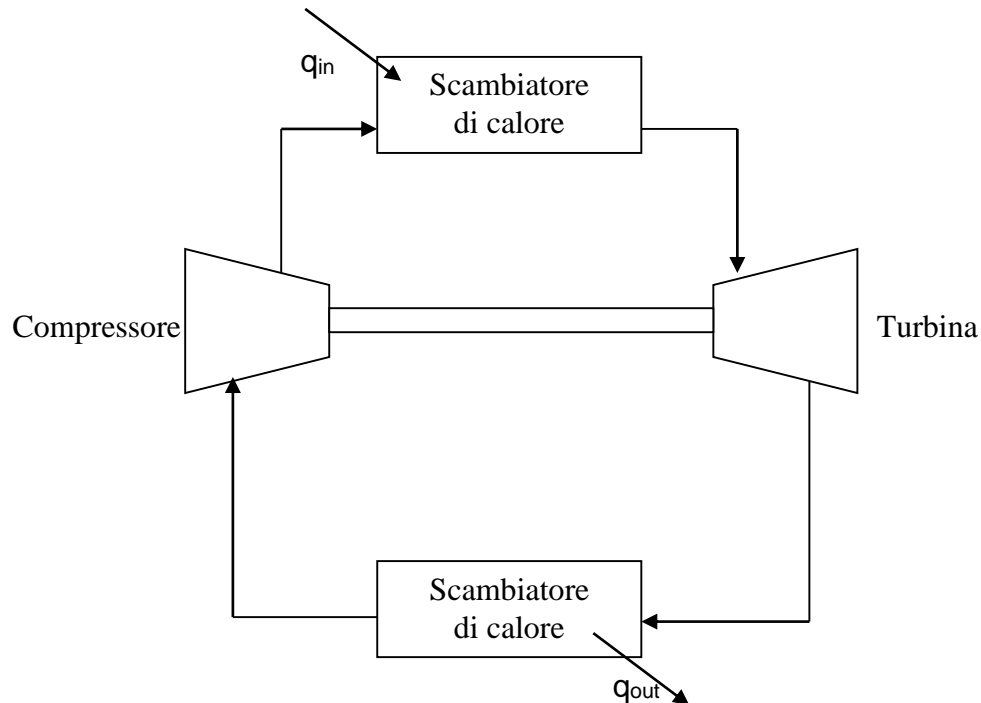 qin
Scambiatore
di calore
Compressore
Turbina
Scambiatore
di calore
qout